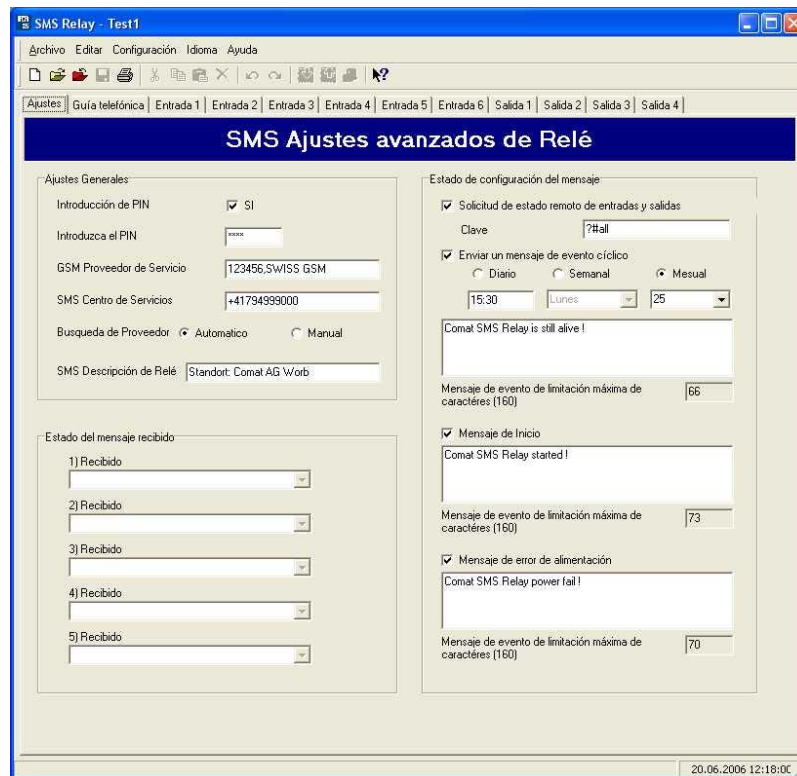 SMS Relay - Test1
Archivo Editar Configuración Idioma Ayuda
Ajustes Guía telefónica Entrada 1 Entrada 2 Entrada 3 Entrada 4 Entrada 5 Entrada 6 Salida 1 Salida 2 Salida 3 Salida 4
SMS Ajustes avanzados de Relé
Ajustes Generales
Introducción de PIN SI
Introduzca el PIN ****
GSM Proveedor de Servicio 123456,SWISS GSM
SMS Centro de Servicios +41794999000
Busqueda de Proveedor Automatico Manual
SMS Descripción de Relé Standort: Comat AG Worb
Estado del mensaje recibido
1) Recibido
2) Recibido
3) Recibido
4) Recibido
5) Recibido
Estado de configuración del mensaje
Solicitud de estado remoto de entradas y salidas
Clave ?#all
Enviar un mensaje de evento cíclico
Diario Semanal Mesual
15:30 Lunes 25
Comat SMS Relay is still alive !
Mensaje de evento de limitación máxima de
caractéres (160) 66
Mensaje de Inicio
Comat SMS Relay started !
Mensaje de evento de limitación máxima de
caractéres (160) 73
Mensaje de error de alimentación
Comat SMS Relay power fail !
Mensaje de evento de limitación máxima de
caractéres (160) 70
20.06.2006 12:18:00